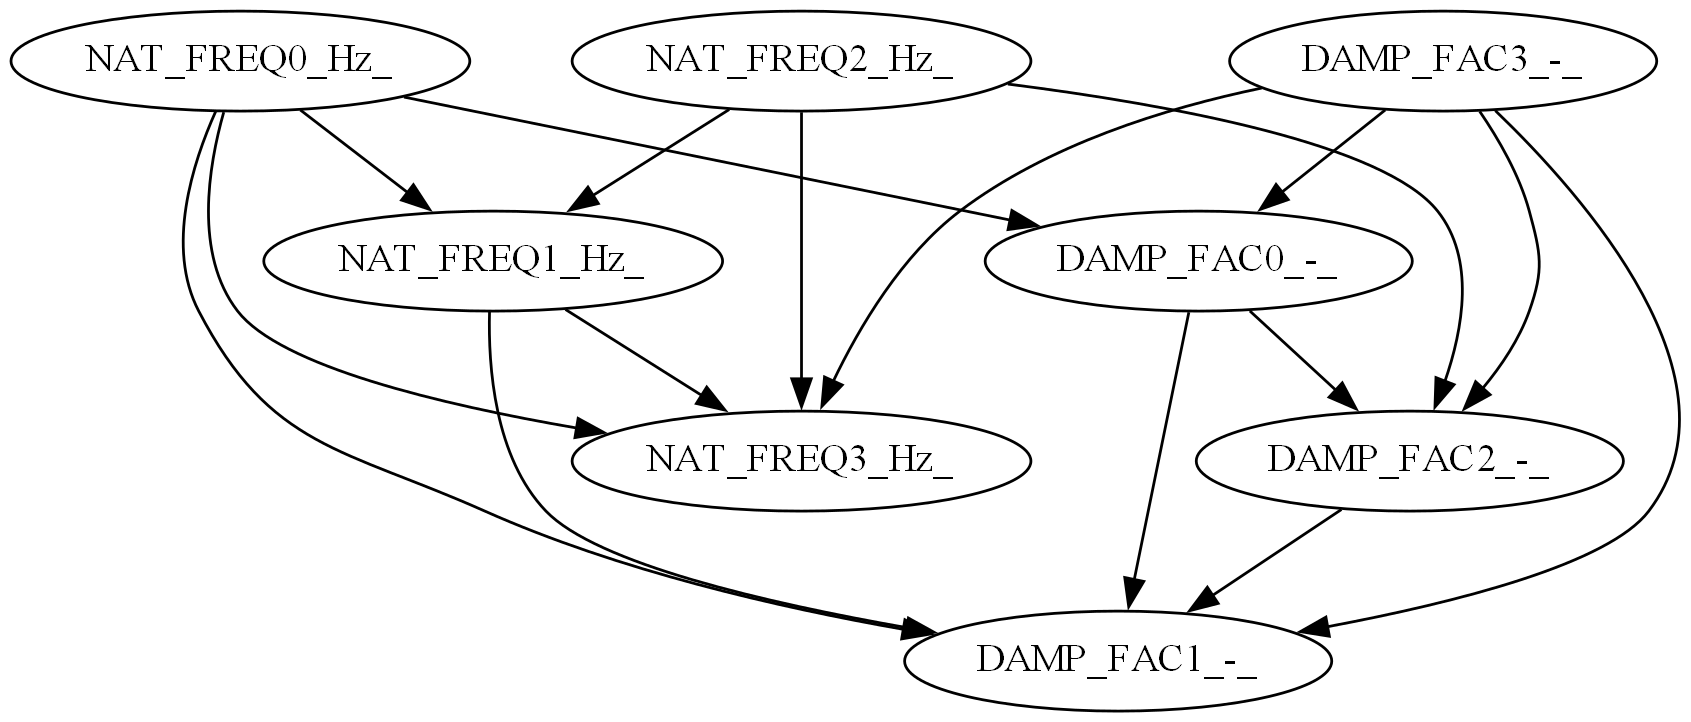 NAT_FREQ0_Hz_
NAT_FREQ2_Hz_
DAMP_FAC3_-_
NAT_FREQ1_Hz_
DAMP_FAC0_-_
NAT_FREQ3_Hz_
DAMP_FAC2_-_
DAMP_FAC1_-_